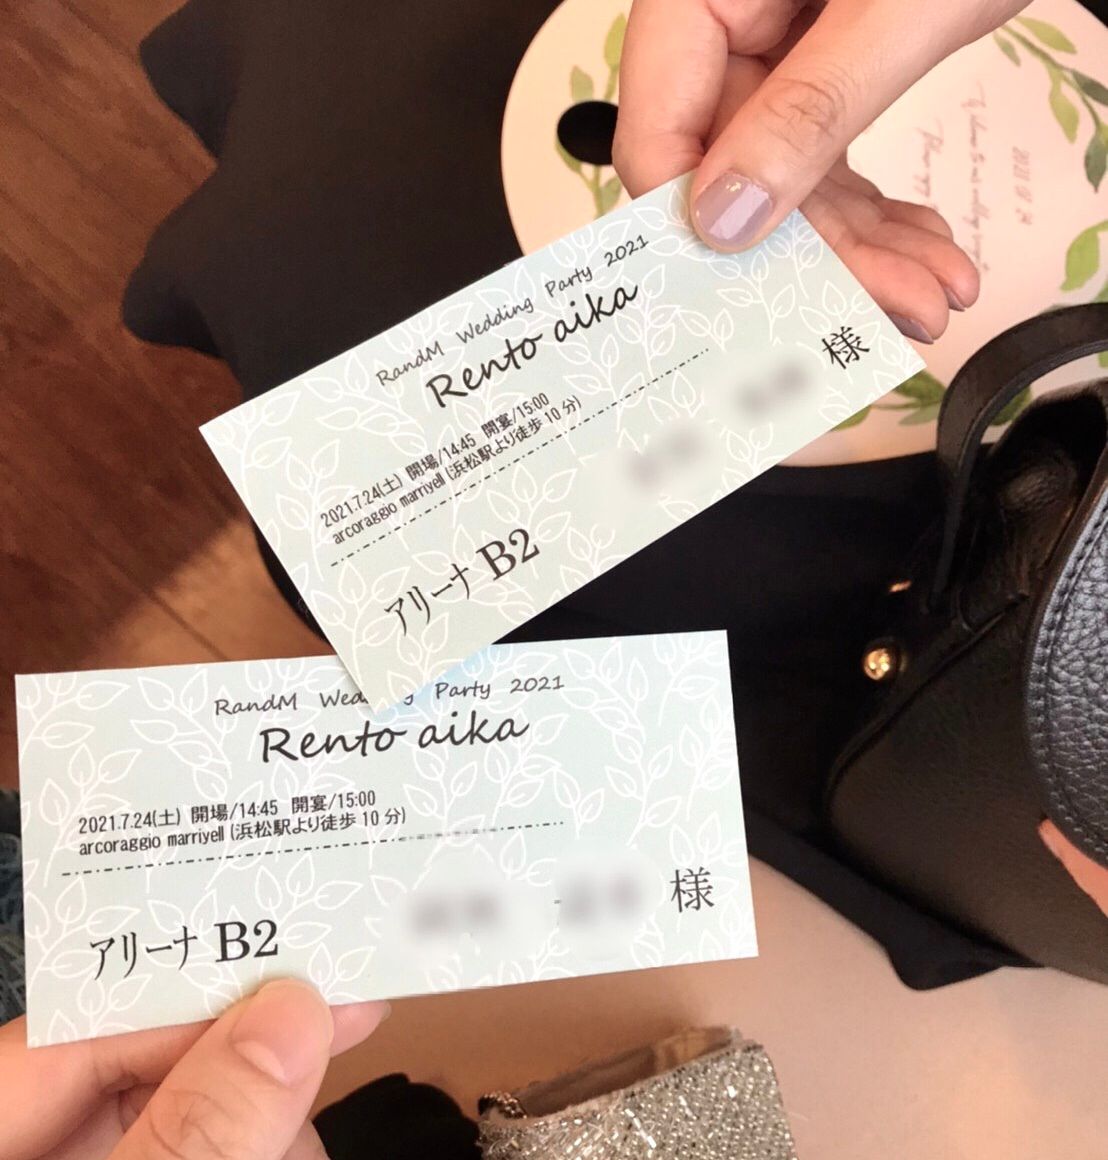 RandM Wedding Party 2021
Rento aika
2021.7.24(土) 開場/14:45 開宴/15:00
arcoraggio marriyell (浜松駅より徒歩 10 分)
アリーナ B2
様
RandM Wedding Party 2021
Rento aika
2021.7.24(土) 開場/14:45 開宴/15:00
arcoraggio marriyell (浜松駅より徒歩 10 分)
アリーナ B2
様